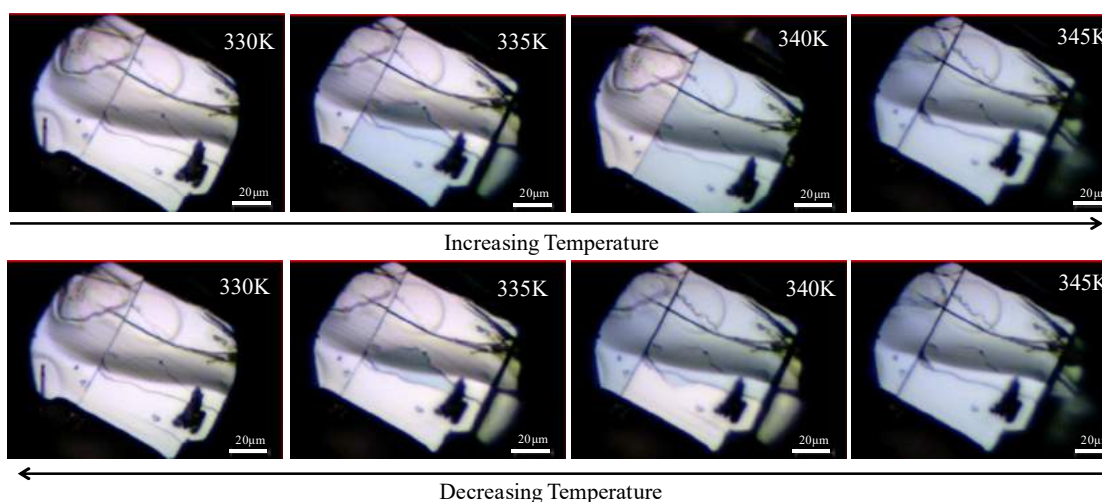 330K
335K
340K
345K
20μm
20μm
20μm
20μm
Increasing Temperature
330K
335K
340K
345K
20μm
20μm
20μm
20μm
Decreasing Temperature